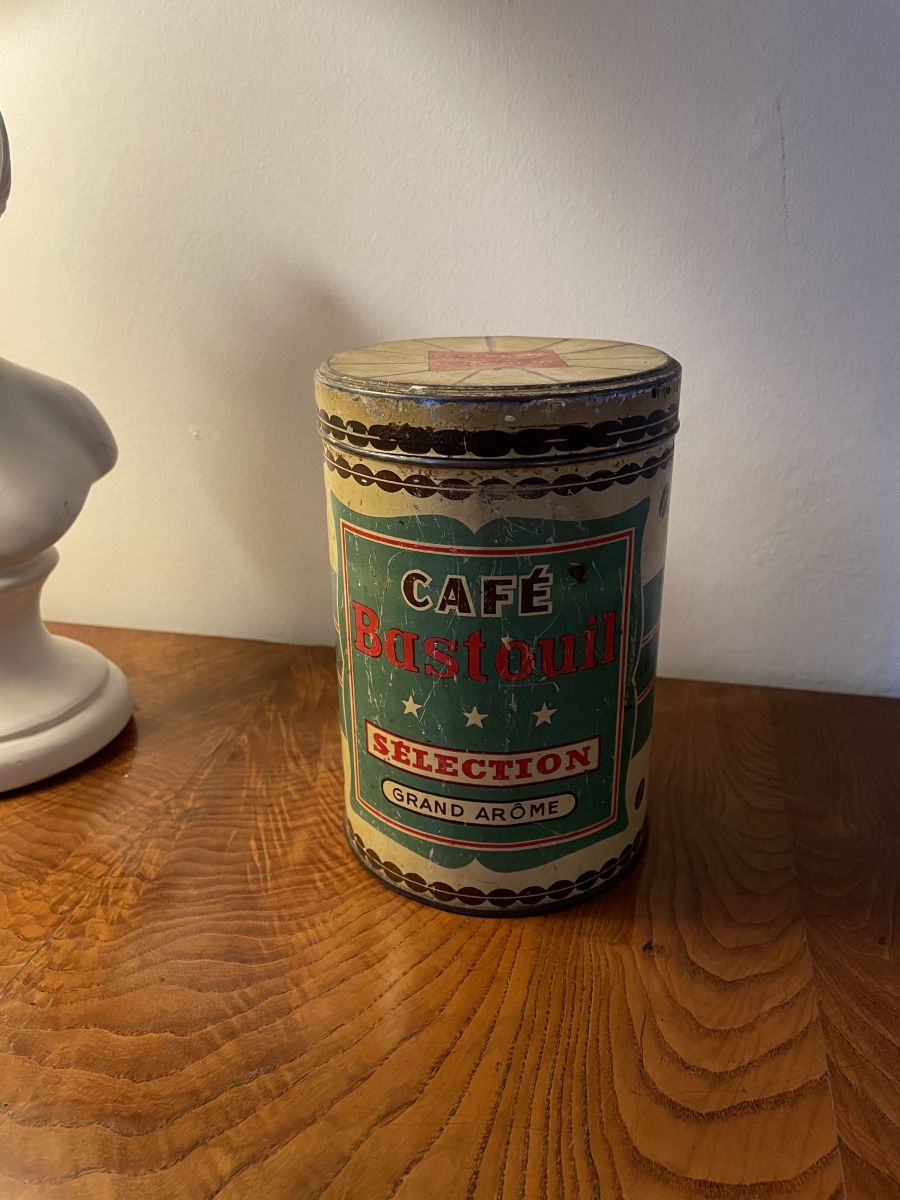 CAFÉ
Bastouil
SÉLECTION
GRAND ARÔME